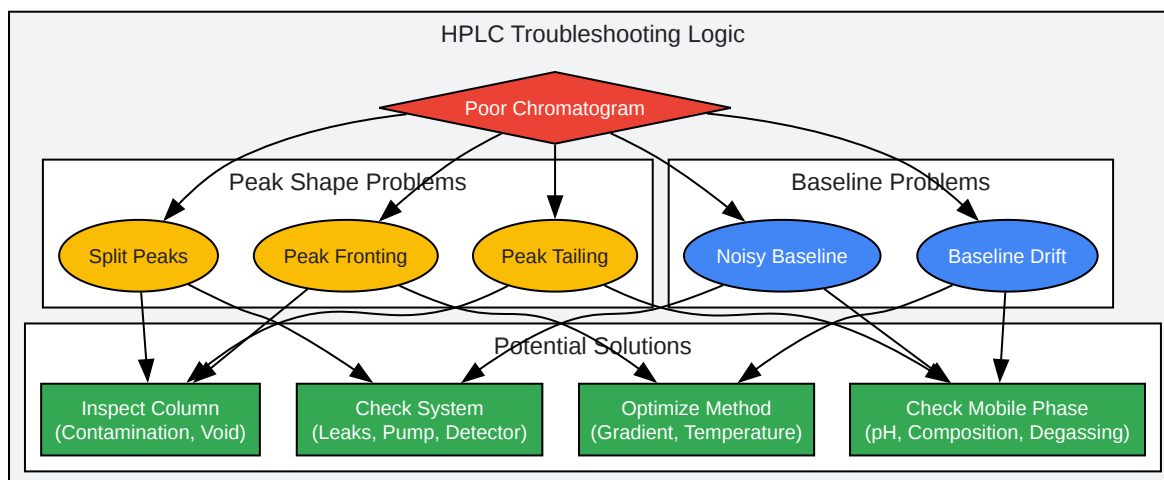 HPLC Troubleshooting Logic
Poor Chromatogram
Peak Shape Problems
Baseline Problems
Split Peaks
Peak Fronting
Peak Tailing
Noisy Baseline
Baseline Drift
Potential Solutions
Inspect Column
(Contamination, Void)
Check System
(Leaks, Pump, Detector)
Optimize Method
(Gradient, Temperature)
Check Mobile Phase
(pH, Composition, Degassing)